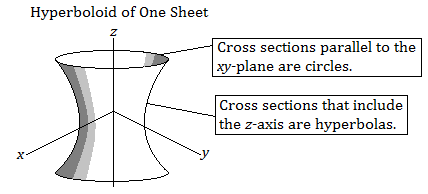 Hyperboloid of One Sheet
z
Cross sections parallel to the
xy-plane are circles.
Cross sections that include
the z-axis are hyperbolas.
x
y